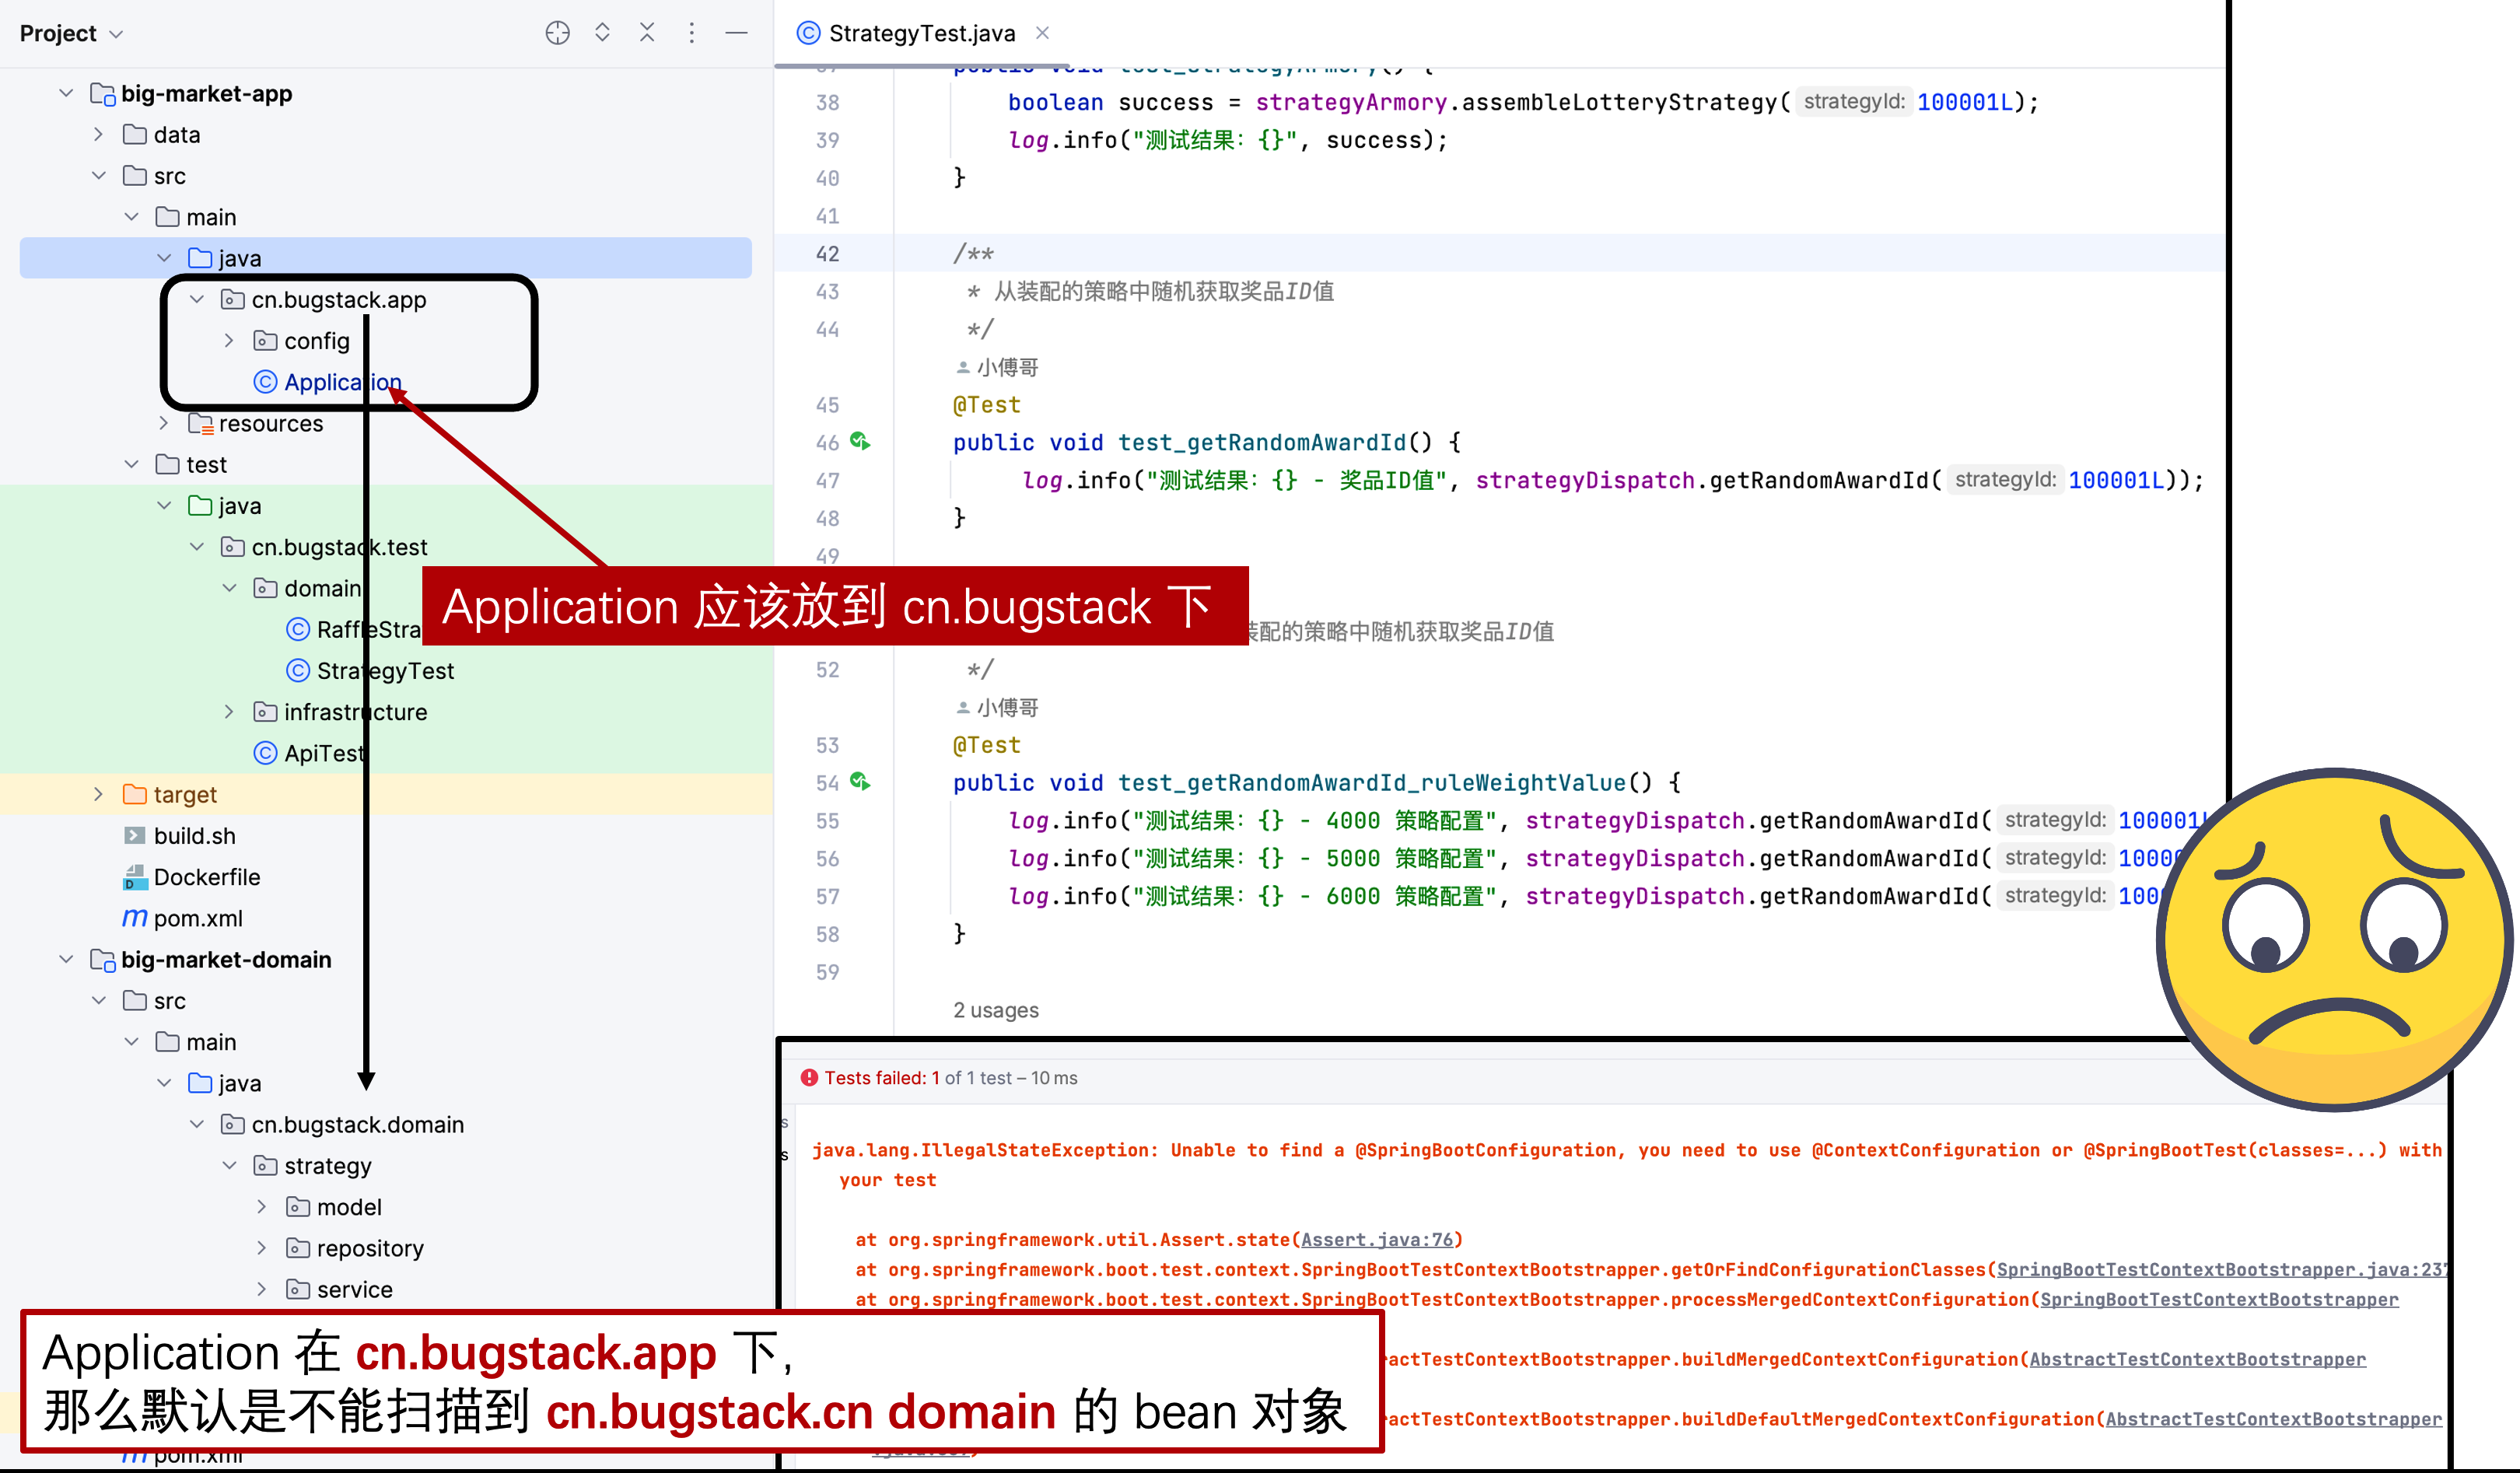 Project
big-market-app
data
src
main
java
cn.bugstack.app
config
Application
resources
test
java
cn.bugstack.test
domain
RaffleStra
StrategyTest
infrastructure
ApiTest
target
build.sh
Dockerfile
pom.xml
big-market-domain
src
main
java
cn.bugstack.domain
strategy
model
repository
service
pom.xml
StrategyTest.java
public void test_strategyArmory() {
38 boolean success = strategyArmory.assembleLotteryStrategy( strategyId: 100001L);
39 log.info("测试结果：{}", success);
40 }
41
42 /**
43 * 从装配的策略中随机获取奖品ID值
44 */
小傅哥
45 @Test
46 public void test_getRandomAwardId() {
47 log.info("测试结果：{} - 奖品ID值", strategyDispatch.getRandomAwardId( strategyId: 100001L));
48 }
49
Application 应该放到 cn.bugstack 下
装配的策略中随机获取奖品ID值
52 */
小傅哥
53 @Test
54 public void test_getRandomAwardId_ruleWeightValue() {
55 log.info("测试结果：{} - 4000 策略配置", strategyDispatch.getRandomAwardId( strategyId: 100001L
56 log.info("测试结果：{} - 5000 策略配置", strategyDispatch.getRandomAwardId( strategyId: 1000
57 log.info("测试结果：{} - 6000 策略配置", strategyDispatch.getRandomAwardId( strategyId: 100
58 }
59
2 usages
Tests failed: 1 of 1 test – 10 ms
java.lang.IllegalStateException: Unable to find a @SpringBootConfiguration, you need to use @ContextConfiguration or @SpringBootTest(classes=...) with
your test
at org.springframework.util.Assert.state(Assert.java:76)
at org.springframework.boot.test.context.SpringBootTestContextBootstrapper.getOrFindConfigurationClasses(SpringBootTestContextBootstrapper.java:237
at org.springframework.boot.test.context.SpringBootTestContextBootstrapper.processMergedContextConfiguration(SpringBootTestContextBootstrapper
actTestContextBootstrapper.buildMergedContextConfiguration(AbstractTestContextBootstrapper
actTestContextBootstrapper.buildDefaultMergedContextConfiguration(AbstractTestContextBootstrapper
Application 在 cn.bugstack.app 下,
那么默认是不能扫描到 cn.bugstack.cn domain 的 bean 对象